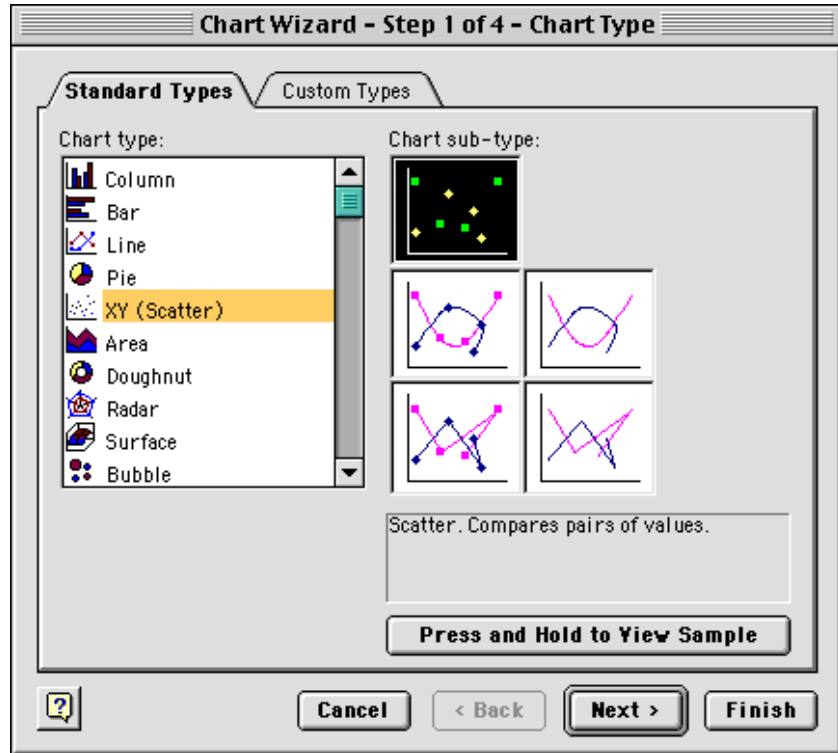 Chart Wizard - Step 1 of 4 - Chart Type
Standard Types
Custom Types
Chart type:
Column
Bar
Line
Pie
XY (Scatter)
Area
Doughnut
Radar
Surface
Bubble
Chart sub-type:
Scatter. Compares pairs of values.
Press and Hold to View Sample
?
Cancel
< Back
Next >
Finish